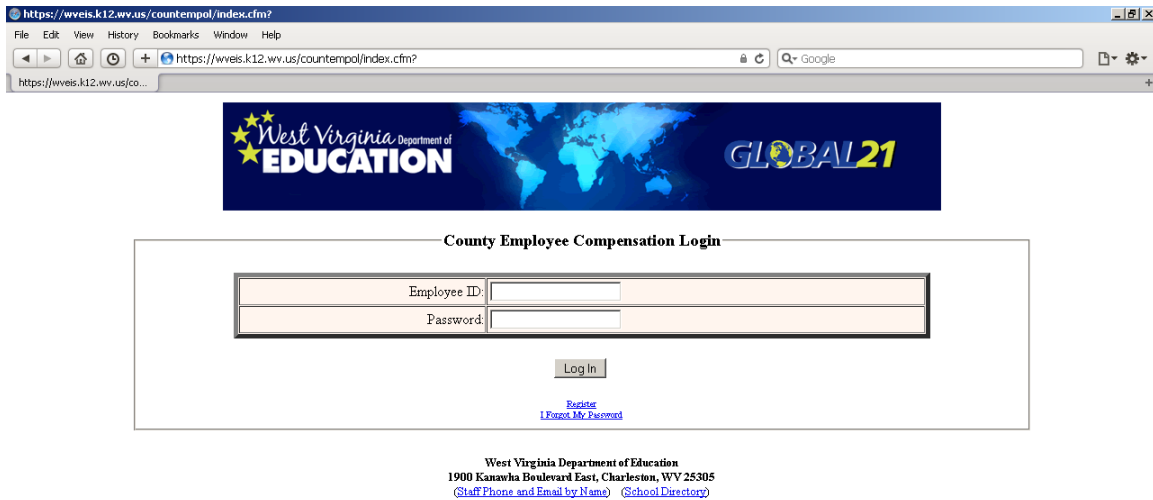 https://wveis.k12.wv.us/countempol/index.cfm?
File Edit View History Bookmarks Window Help
https://wveis.k12.wv.us/countempol/index.cfm? Google
https://wveis.k12.wv.us/co...
West Virginia Department of
EDUCATION
GLOBAL21
County Employee Compensation Login
Employee ID:
Password:
Log In
Register
I Forgot My Password
West Virginia Department of Education
1900 Kanawha Boulevard East, Charleston, WV 25305
(Staff Phone and Email by Name) (School Directory)